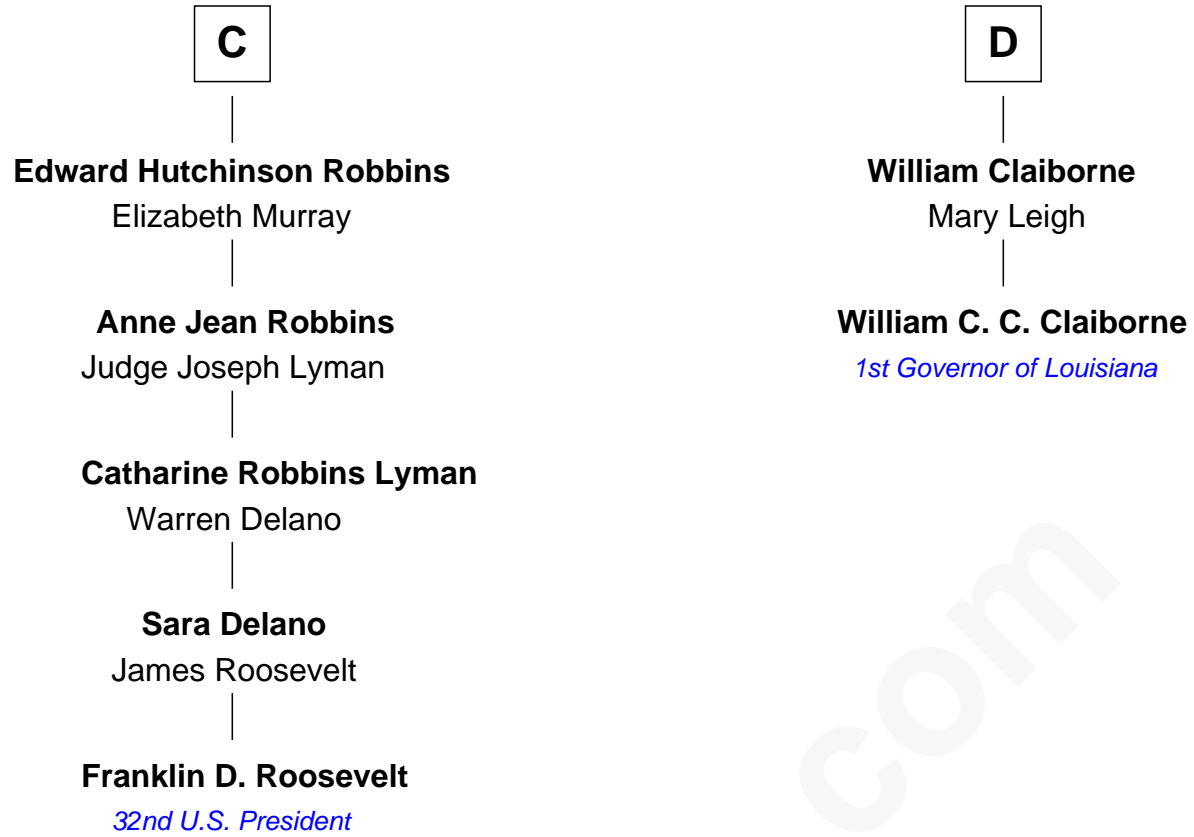 C
Edward Hutchinson Robbins
Elizabeth Murray
Anne Jean Robbins
Judge Joseph Lyman
Catharine Robbins Lyman
Warren Delano
Sara Delano
James Roosevelt
Franklin D. Roosevelt
32nd U.S. President
D
William Claiborne
Mary Leigh
William C. C. Claiborne
1st Governor of Louisiana
com